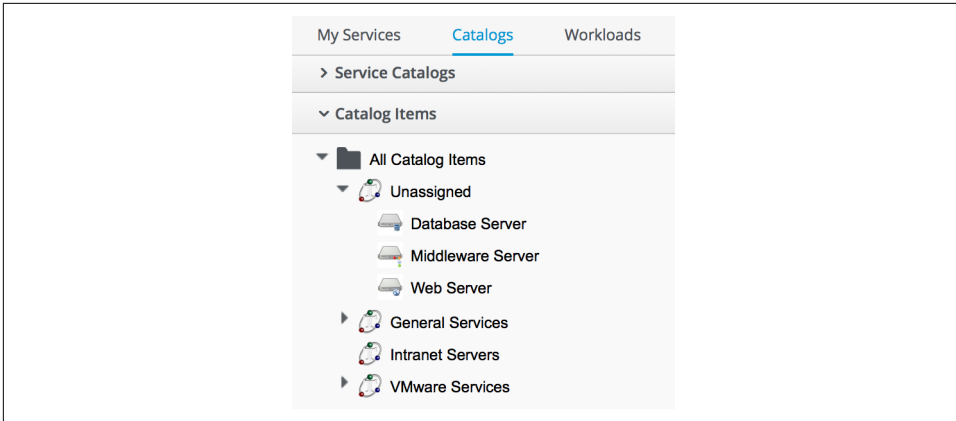 My Services Catalogs Workloads
Service Catalogs
Catalog Items
All Catalog Items
Unassigned
Database Server
Middleware Server
Web Server
General Services
Intranet Servers
VMware Services